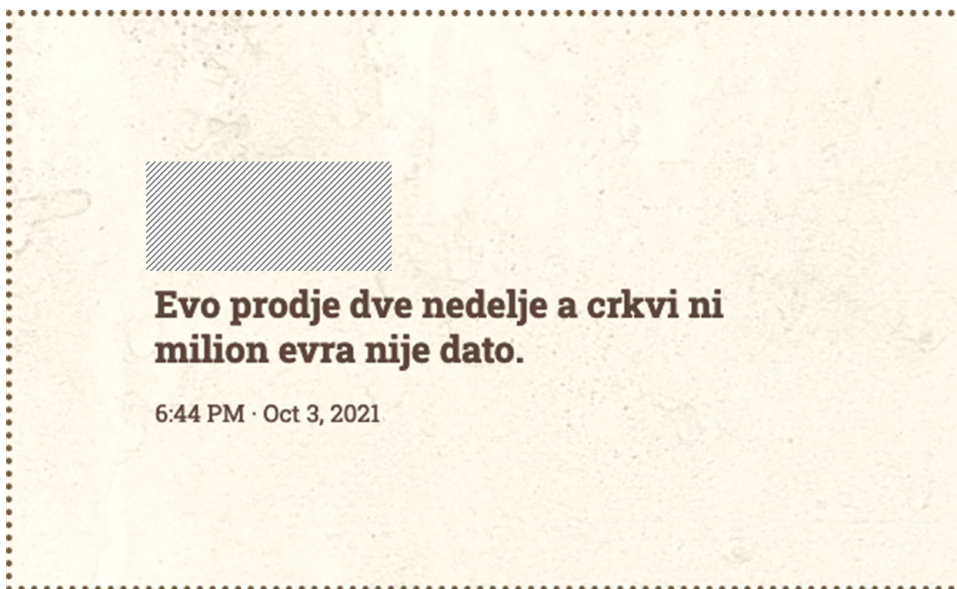 Evo prodje dve nedelje a crkvi ni
milion evra nije dato.
6:44 PM · Oct 3, 2021